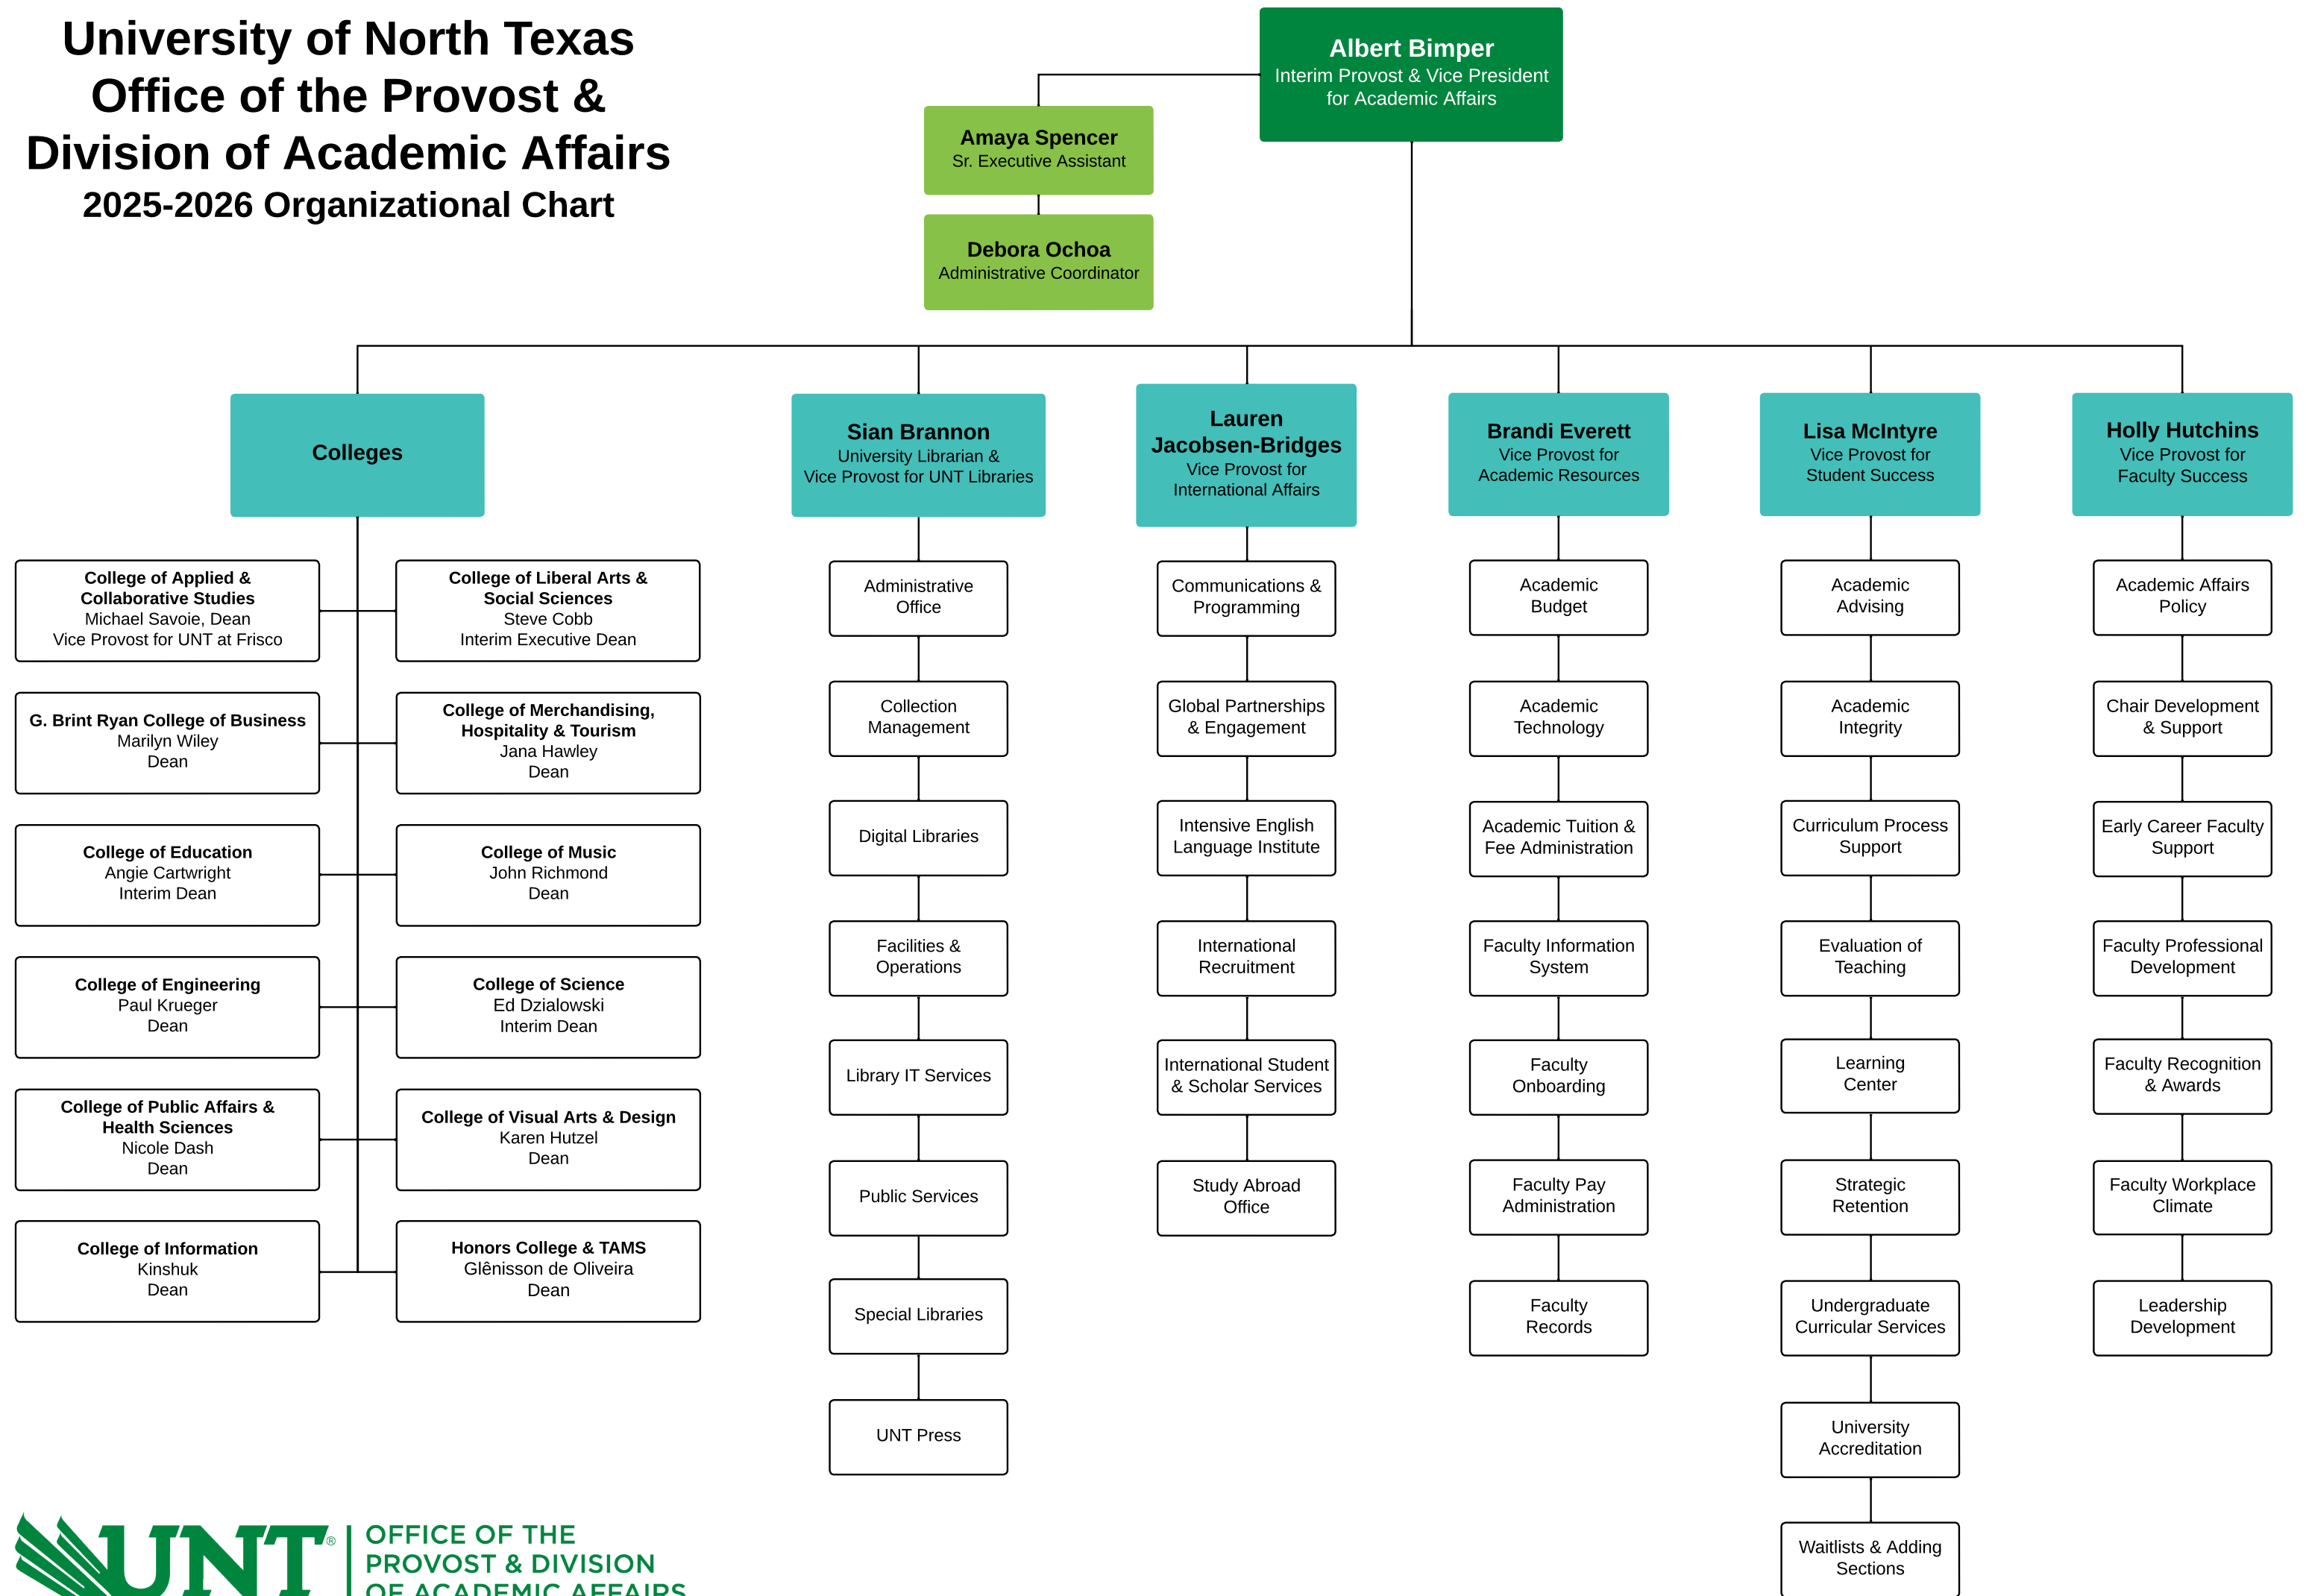 University of North Texas
Office of the Provost &
Division of Academic Affairs
2025-2026 Organizational Chart
Albert Bimper
Interim Provost & Vice President
for Academic Affairs
Amaya Spencer
Sr. Executive Assistant
Debora Ochoa
Administrative Coordinator
Colleges
College of Applied &
Collaborative Studies
Michael Savoie, Dean
Vice Provost for UNT at Frisco
College of Liberal Arts &
Social Sciences
Steve Cobb
Interim Executive Dean
G. Brint Ryan College of Business
Marilyn Wiley
Dean
College of Merchandising,
Hospitality & Tourism
Jana Hawley
Dean
College of Education
Angie Cartwright
Interim Dean
College of Music
John Richmond
Dean
College of Engineering
Paul Krueger
Dean
College of Science
Ed Dzialowski
Interim Dean
College of Public Affairs &
Health Sciences
Nicole Dash
Dean
College of Visual Arts & Design
Karen Hutzel
Dean
College of Information
Kinshuk
Dean
Honors College & TAMS
Glênisson de Oliveira
Dean
Sian Brannon
University Librarian &
Vice Provost for UNT Libraries
Administrative
Office
Collection
Management
Digital Libraries
Facilities &
Operations
Library IT Services
Public Services
Special Libraries
UNT Press
Lauren
Jacobsen-Bridges
Vice Provost for
International Affairs
Communications &
Programming
Global Partnerships
& Engagement
Intensive English
Language Institute
International
Recruitment
International Student
& Scholar Services
Study Abroad
Office
Brandi Everett
Vice Provost for
Academic Resources
Academic
Budget
Academic
Technology
Academic Tuition &
Fee Administration
Faculty Information
System
Faculty
Onboarding
Faculty Pay
Administration
Faculty
Records
Lisa McIntyre
Vice Provost for
Student Success
Academic
Advising
Academic
Integrity
Curriculum Process
Support
Evaluation of
Teaching
Learning
Center
Strategic
Retention
Undergraduate
Curricular Services
University
Accreditation
Waitlists & Adding
Sections
Holly Hutchins
Vice Provost for
Faculty Success
Academic Affairs
Policy
Chair Development
& Support
Early Career Faculty
Support
Faculty Professional
Development
Faculty Recognition
& Awards
Faculty Workplace
Climate
Leadership
Development
UNT®
OFFICE OF THE
PROVOST & DIVISION
OF ACADEMIC AFFAIRS